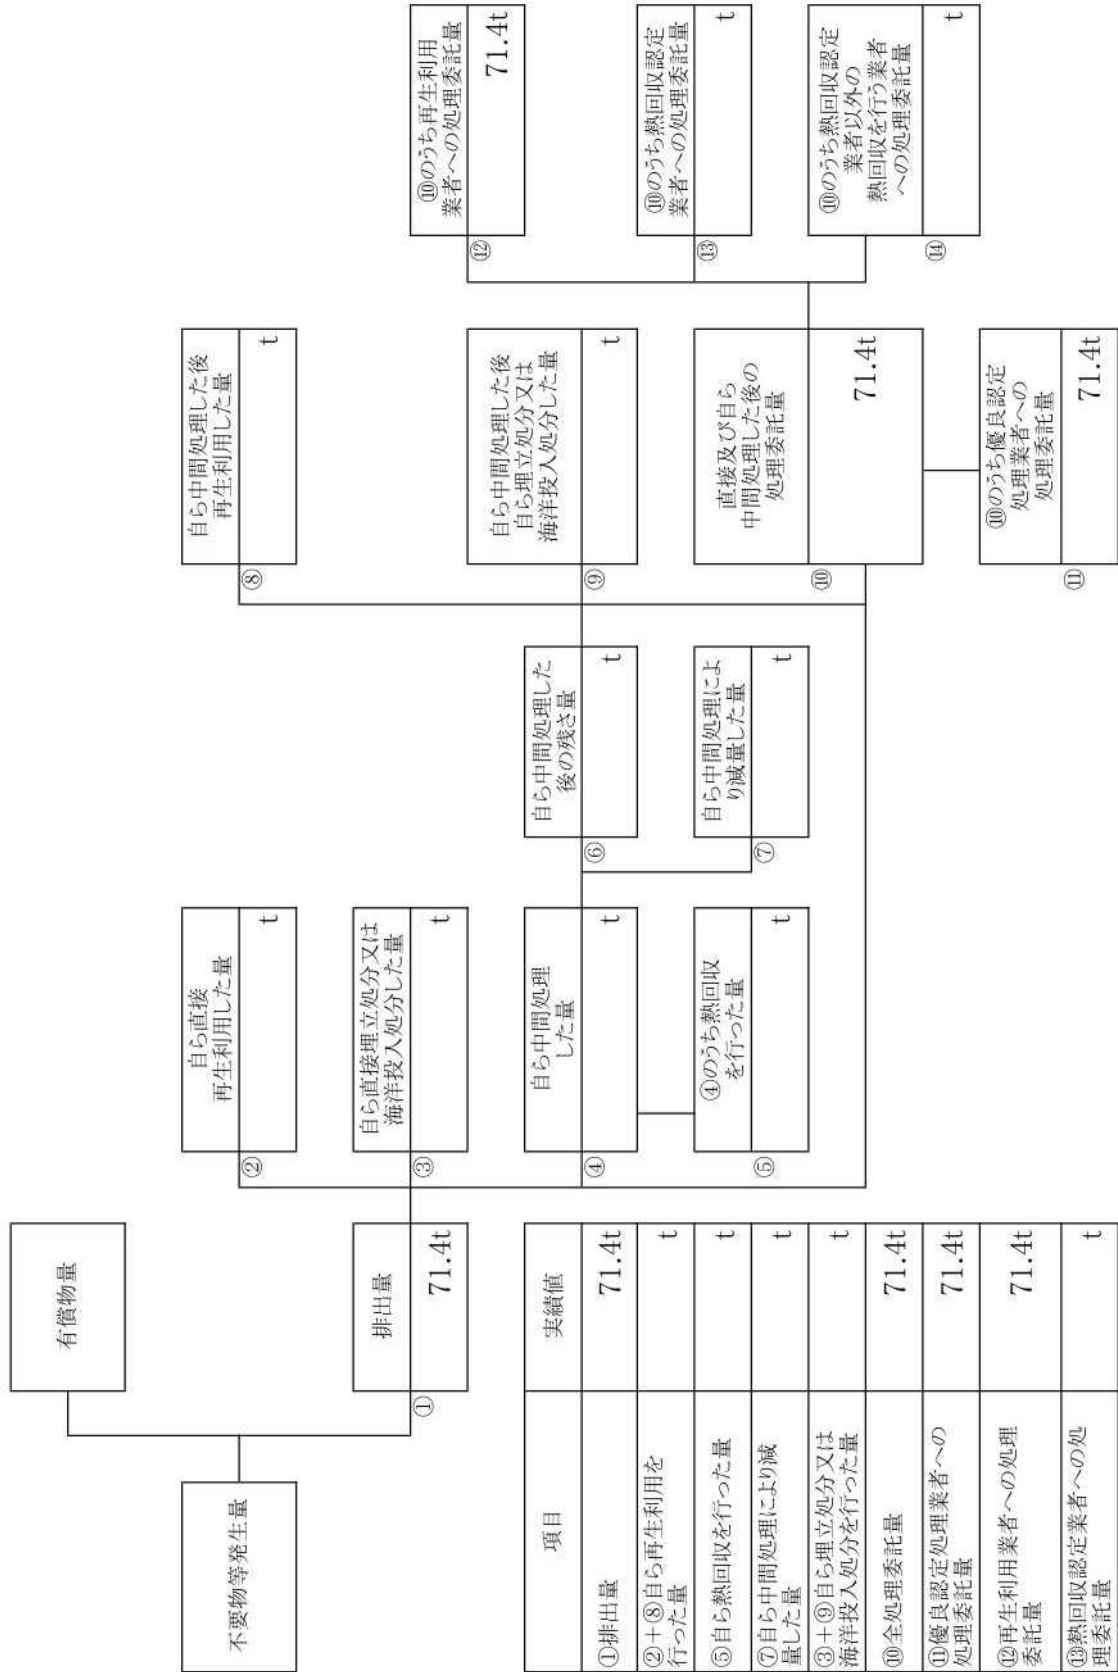 不要物等発生量
有償物量
排出量
①
71.4t
自ら直接
再生利用した量
②
t
自ら直接埋立処分又は
海洋投入処分した量
③
t
自ら中間処理
した量
④
t
④のうち熱回収
を行った量
⑤
t
自ら中間処理した
後の残さ量
⑥
t
自ら中間処理によ
り減量した量
⑦
t
自ら中間処理した後
再生利用した量
⑧
t
自ら中間処理した後
自ら埋立処分又は
海洋投入処分した量
⑨
t
直接及び自ら
中間処理した後の
処理委託量
⑩
71.4t
⑩のうち優良認定
処理業者への
処理委託量
⑪
71.4t
⑩のうち再生利用
業者への処理委託量
⑫
71.4t
⑩のうち熱回収認定
業者への処理委託量
⑬
t
⑩のうち熱回収認定
業者以外の
熱回収を行う業者
への処理委託量
⑭
t
項目 実績値
①排出量 71.4t
②+⑧自ら再生利用を
行った量 t
⑤自ら熱回収を行った量 t
⑦自ら中間処理により減
量した量 t
③+⑨自ら埋立処分又は
海洋投入処分を行った量 t
⑩全処理委託量 71.4t
⑪優良認定処理業者への
処理委託量 71.4t
⑫再生利用業者への処理
委託量 71.4t
⑬熱回収認定業者への処
理委託量 t